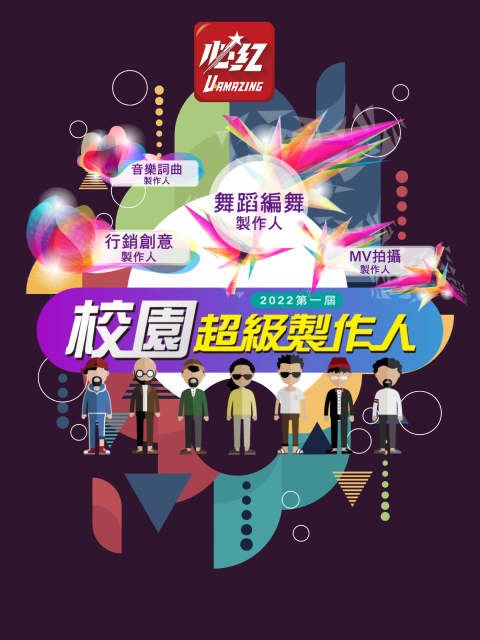 必红
U·AMAZING
音樂詞曲
製作人
舞蹈編舞
製作人
行銷創意
製作人
MV拍攝
製作人
2022第一屆
校園超級製作人